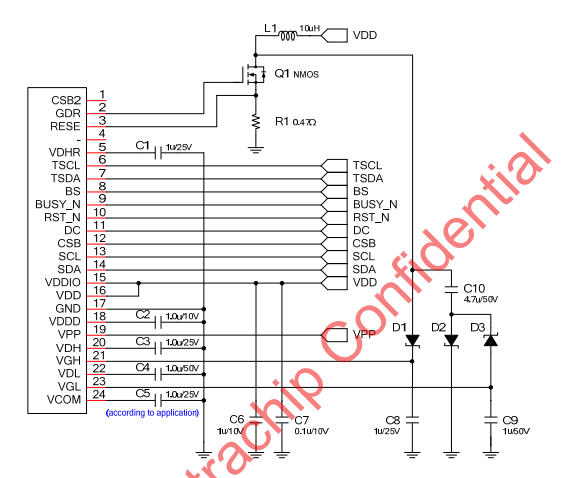 L1 10uH VDD
Q1 NMOS
R1 0.47Ω
CSB2 1
GDR 2
RESE 3
- 4
VDHR 5 C1 1u/25V
TSCL 6 TSCL
TSDA 7 TSDA
BS 8 BS
BUSY_N 9 BUSY_N
RST_N 10 RST_N
DC 11 DC
CSB 12 CSB
SCL 13 SCL
SDA 14 SDA
VDDIO 15 VDD
VDD 16
GND 17
VDDD 18 C2 1.0u/10V
VPP 19 VPP
VDH 20 C3 1.0u/25V
VGH 21
VDL 22 C4 1.0u/50V
VGL 23
VCOM 24 C5 1.0u/25V
(according to application)
C10
4.7u/50V
D1 D2 D3
C6
1u/10V
C7
0.1u/10V
C8
1u/25V
C9
1u/50V
trachip Confidential